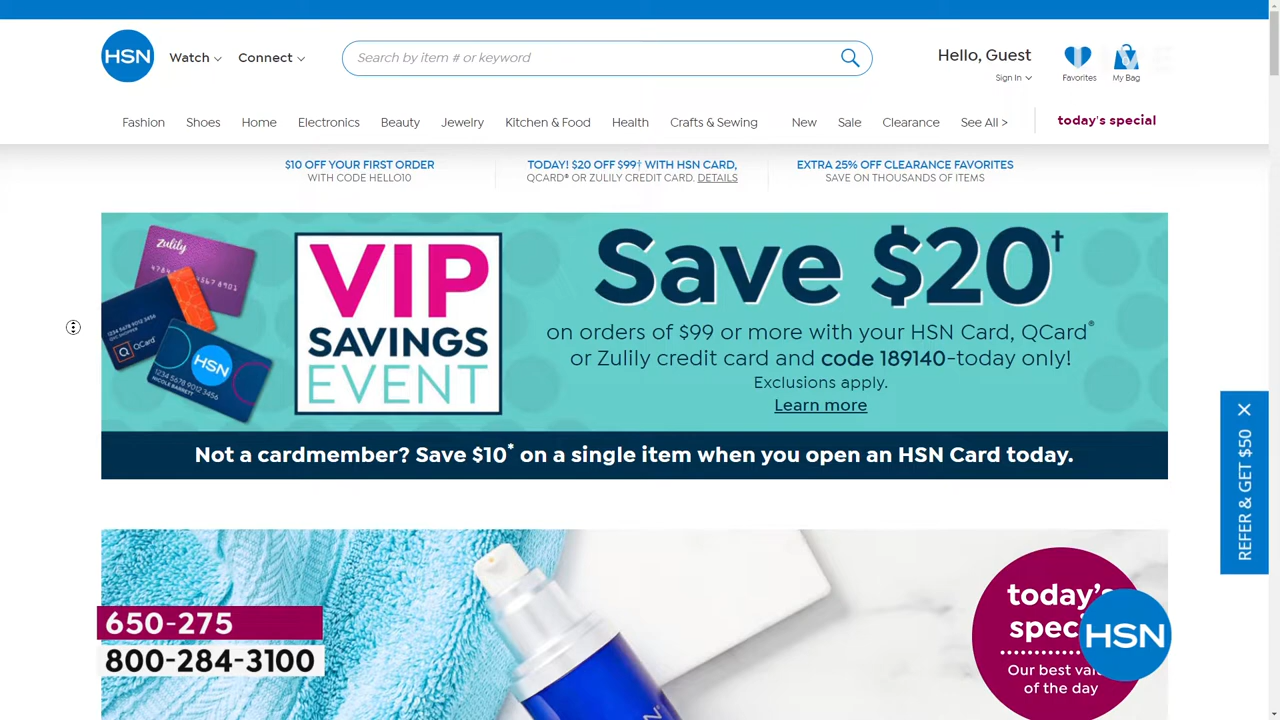 HSN
Watch
Connect
Search by item # or keyword
Hello, Guest
Sign In
Favorites
My Bag
Fashion
Shoes
Home
Electronics
Beauty
Jewelry
Kitchen & Food
Health
Crafts & Sewing
New
Sale
Clearance
See All >
today's special
$10 OFF YOUR FIRST ORDER
WITH CODE HELLO10
TODAY! $20 OFF $99† WITH HSN CARD,
QCARD® OR ZULILY CREDIT CARD. DETAILS
EXTRA 25% OFF CLEARANCE FAVORITES
SAVE ON THOUSANDS OF ITEMS
zulily
QCard
HSN
1234 5678 9012 3456
NICOLE BARRETT
VIP
SAVINGS
EVENT
Save $20†
on orders of $99 or more with your HSN Card, QCard®
or Zulily credit card and code 189140-today only!
Exclusions apply.
Learn more
Not a cardmember? Save $10* on a single item when you open an HSN Card today.
REFER & GET $50
650-275
800-284-3100
today's
HSN
Our best
of the day